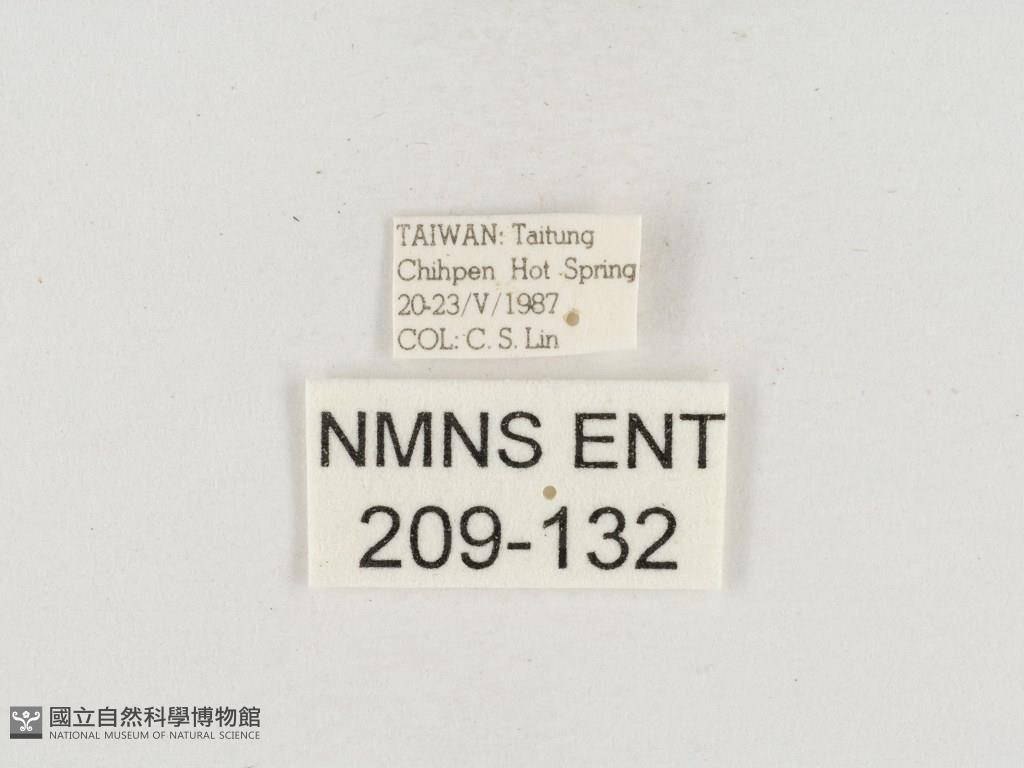 TAIWAN: Taitung
Chihpen Hot Spring
20-23/V/1987
COL: C. S. Lin
NMNS ENT
209-132
國立自然科學博物館
NATIONAL MUSEUM OF NATURAL SCIENCE